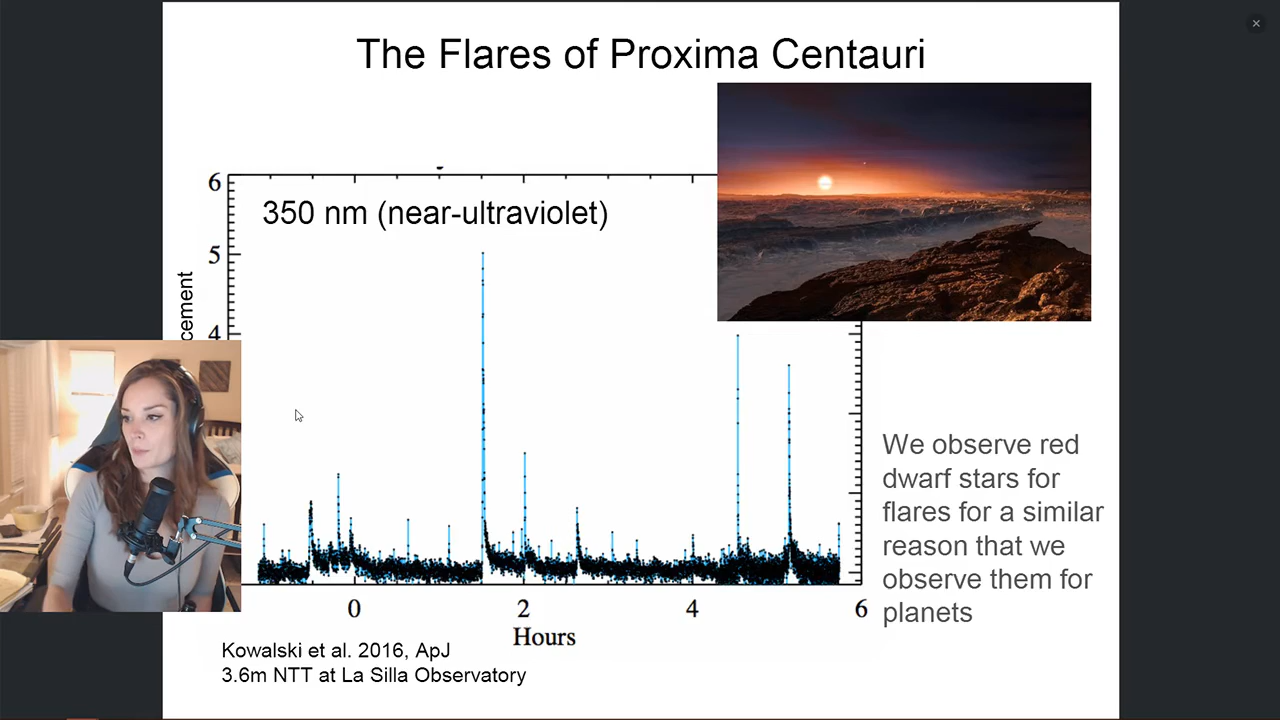 The Flares of Proxima Centauri
6
350 nm (near-ultraviolet)
5
4
cement
We observe red
dwarf stars for
flares for a similar
reason that we
observe them for
planets
0 2 4 6
Hours
Kowalski et al. 2016, ApJ
3.6m NTT at La Silla Observatory